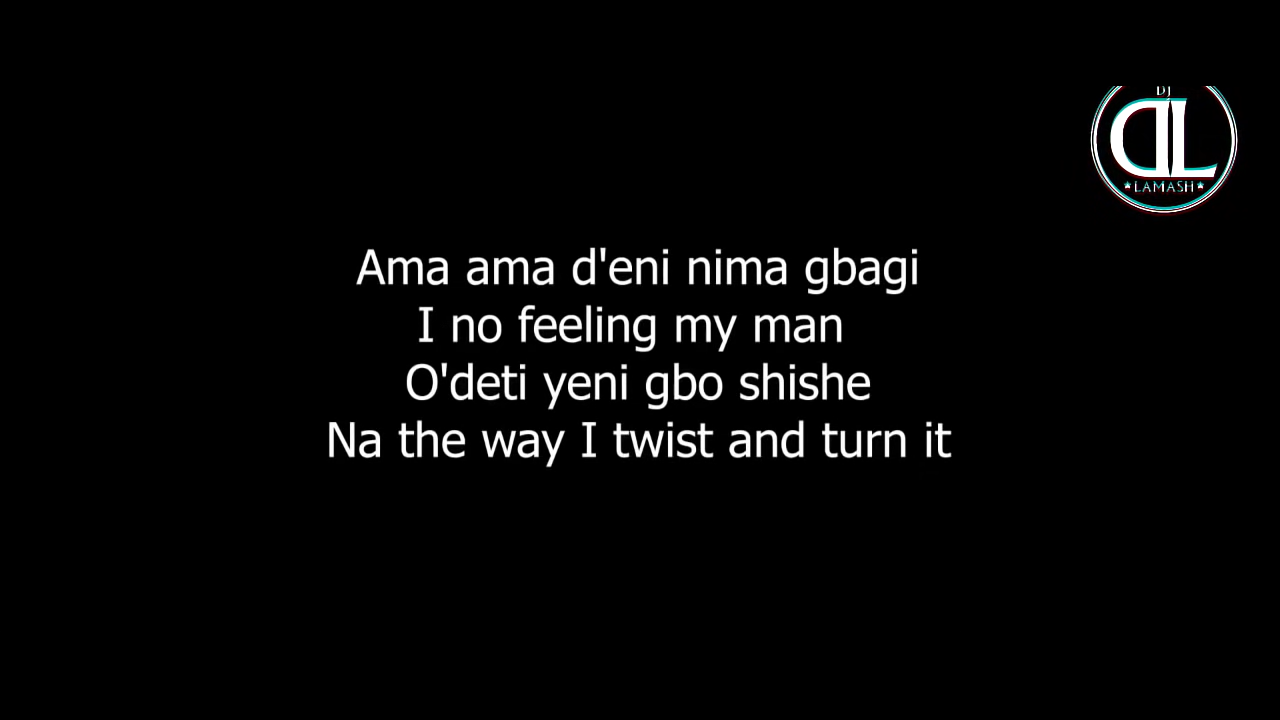 DJ
DL
★LAMASH★
Ama ama d'eni nima gbagi
I no feeling my man
O'deti yeni gbo shishe
Na the way I twist and turn it